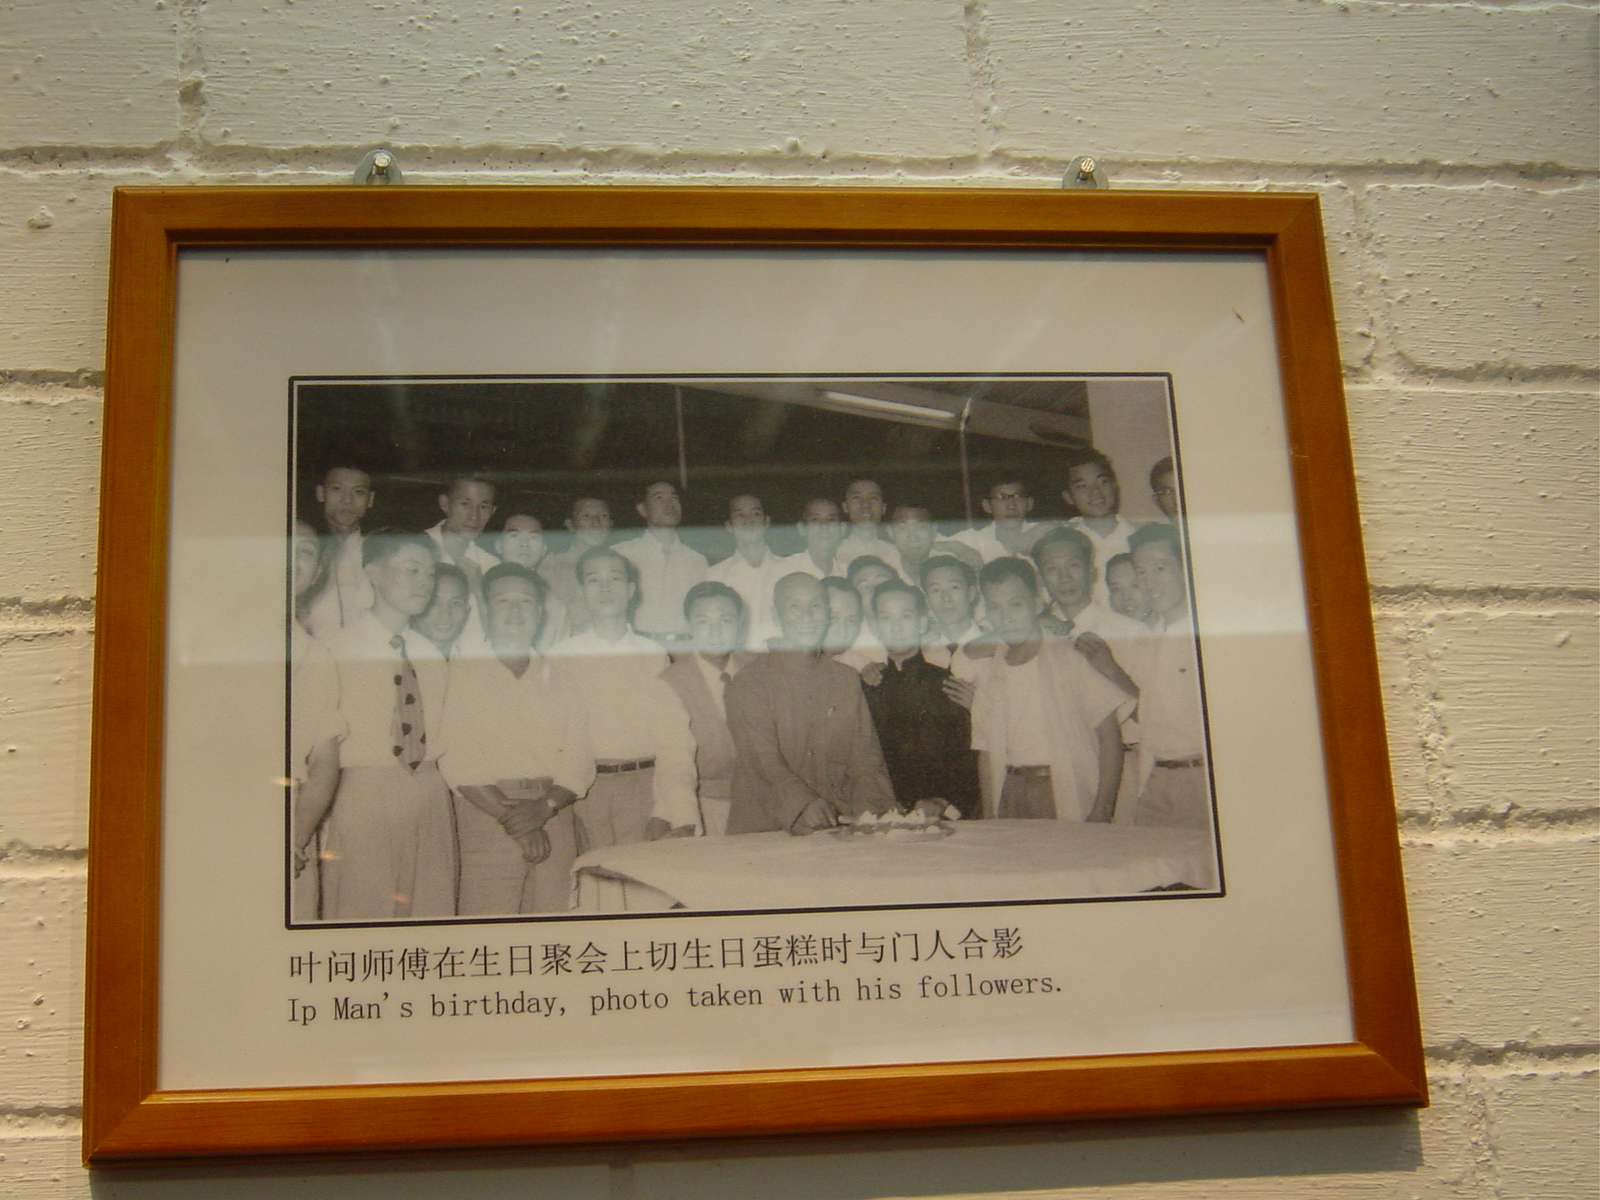 叶问师傅在生日聚会上切生日蛋糕时与门人合影
Ip Man's birthday, photo taken with his followers.